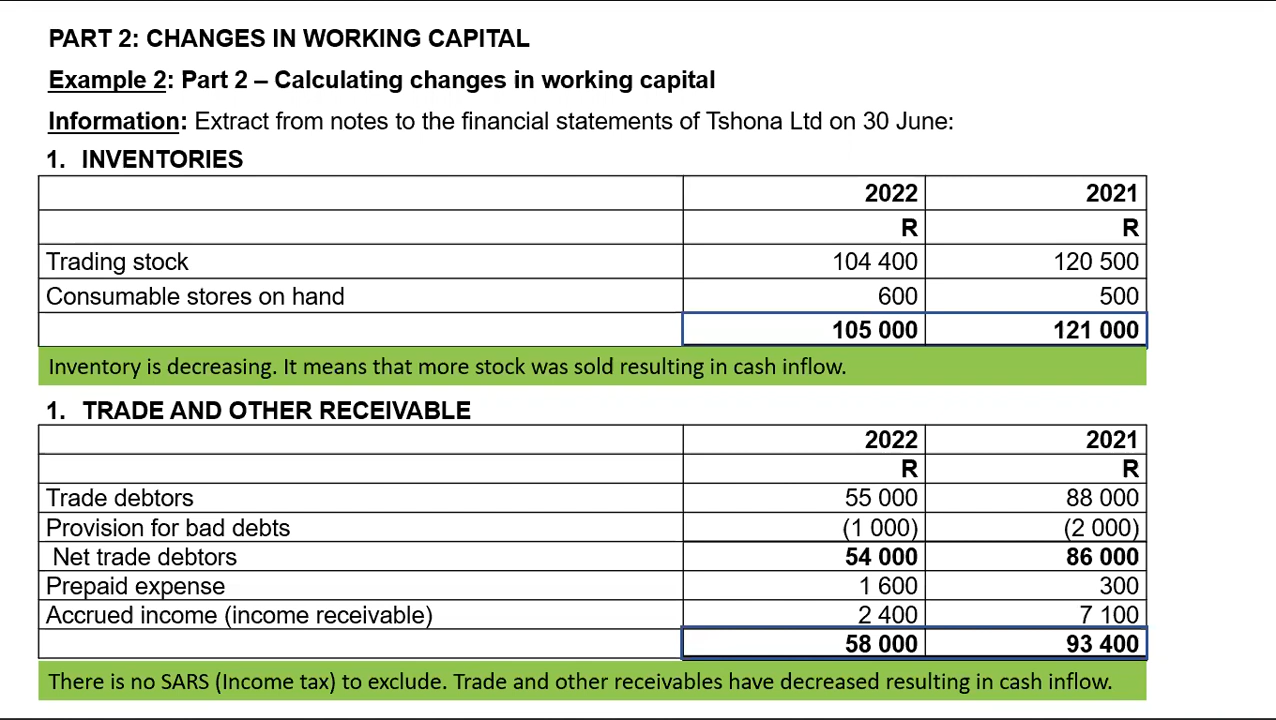 PART 2: CHANGES IN WORKING CAPITAL
Example 2: Part 2 – Calculating changes in working capital
Information: Extract from notes to the financial statements of Tshona Ltd on 30 June:
1. INVENTORIES
2022 2021
R R
Trading stock 104 400 120 500
Consumable stores on hand 600 500
105 000 121 000
Inventory is decreasing. It means that more stock was sold resulting in cash inflow.
1. TRADE AND OTHER RECEIVABLE
2022 2021
R R
Trade debtors 55 000 88 000
Provision for bad debts (1 000) (2 000)
Net trade debtors 54 000 86 000
Prepaid expense 1 600 300
Accrued income (income receivable) 2 400 7 100
58 000 93 400
There is no SARS (Income tax) to exclude. Trade and other receivables have decreased resulting in cash inflow.